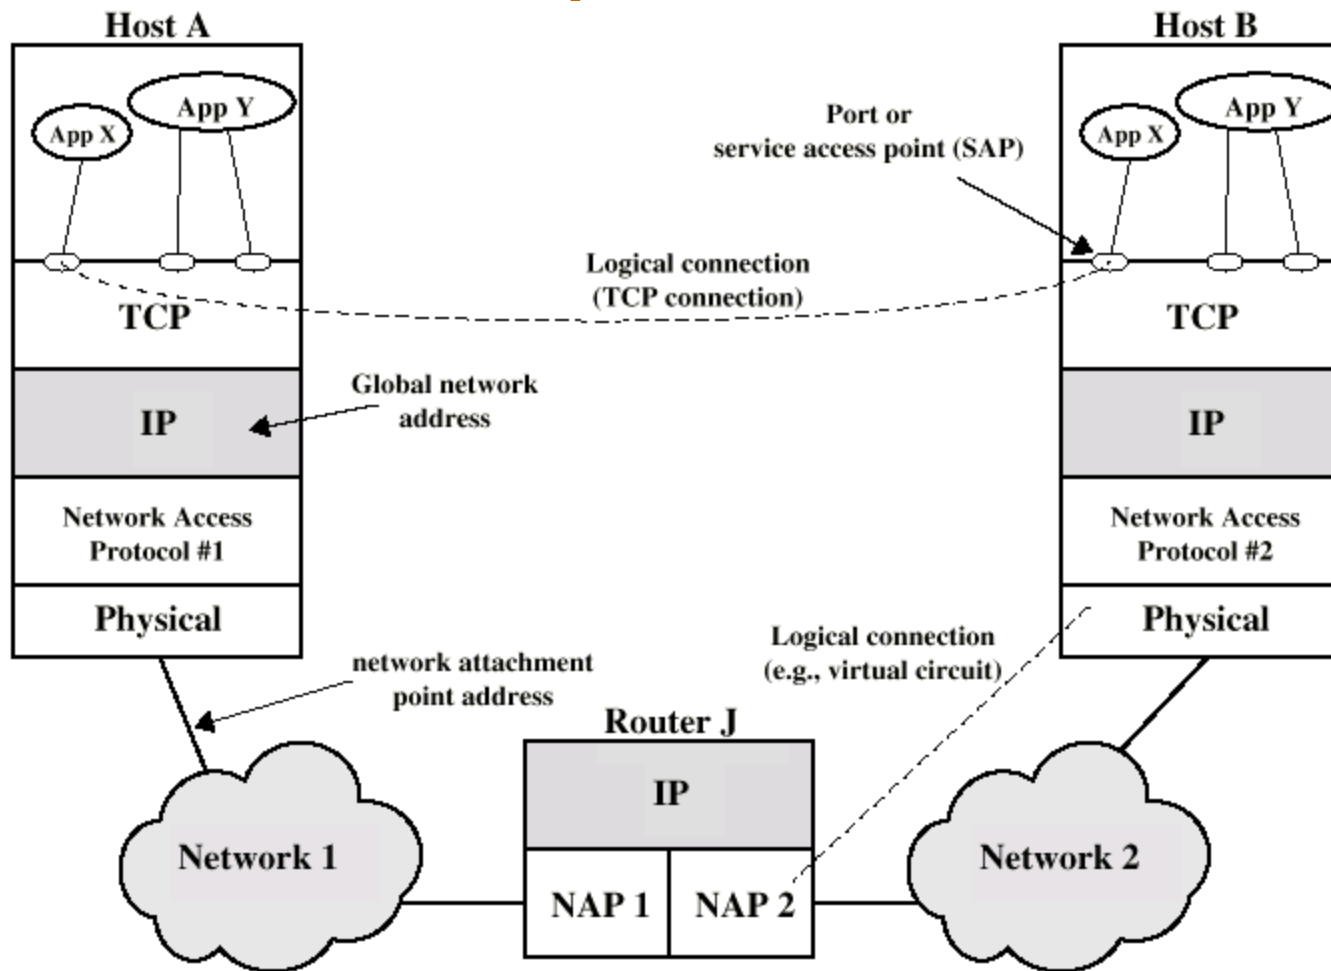 Host A
App X
App Y
TCP
IP
Network Access
Protocol #1
Physical
Port or
service access point (SAP)
Logical connection
(TCP connection)
Global network
address
network attachment
point address
Logical connection
(e.g., virtual circuit)
Host B
App X
App Y
TCP
IP
Network Access
Protocol #2
Physical
Network 1
Router J
IP
NAP 1
NAP 2
Network 2